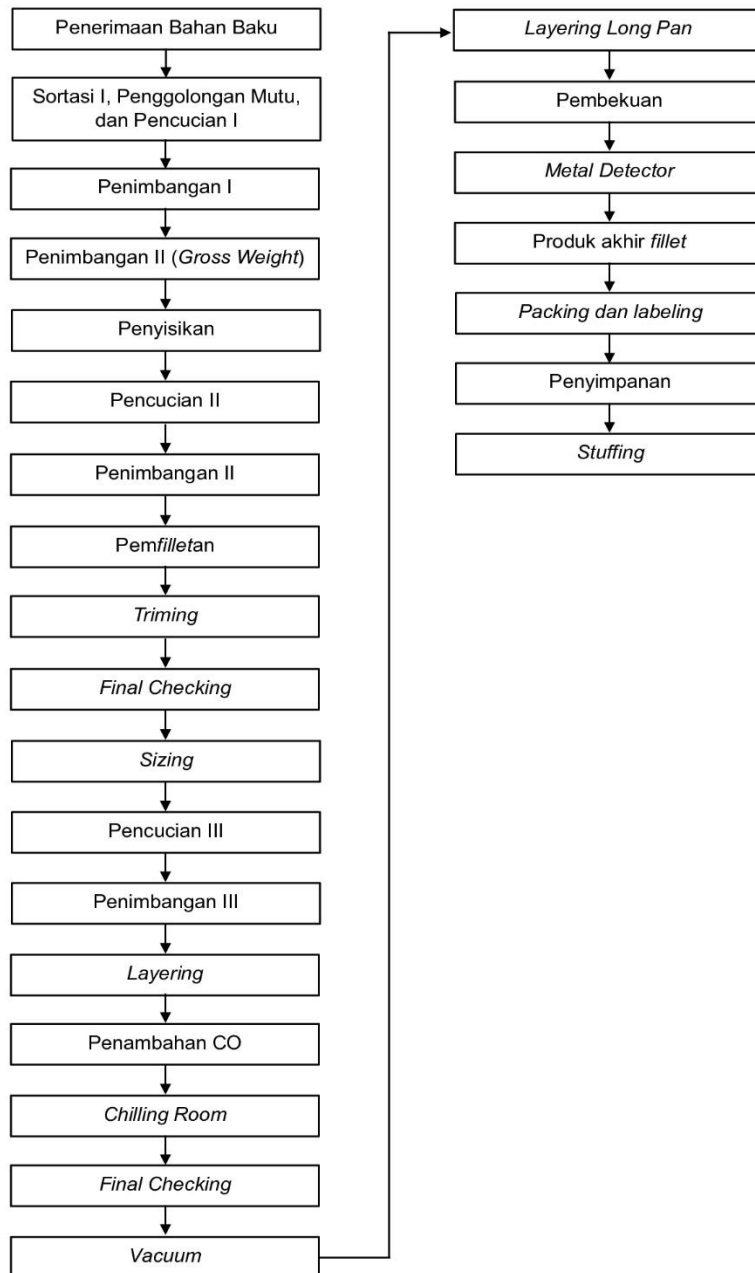 Penerimaan Bahan Baku
Sortasi I, Penggolongan Mutu,
dan Pencucian I
Penimbangan I
Penimbangan II (Gross Weight)
Penyisikan
Pencucian II
Penimbangan II
Pemfilletan
Triming
Final Checking
Sizing
Pencucian III
Penimbangan III
Layering
Penambahan CO
Chilling Room
Final Checking
Vacuum
Layering Long Pan
Pembekuan
Metal Detector
Produk akhir fillet
Packing dan labeling
Penyimpanan
Stuffing